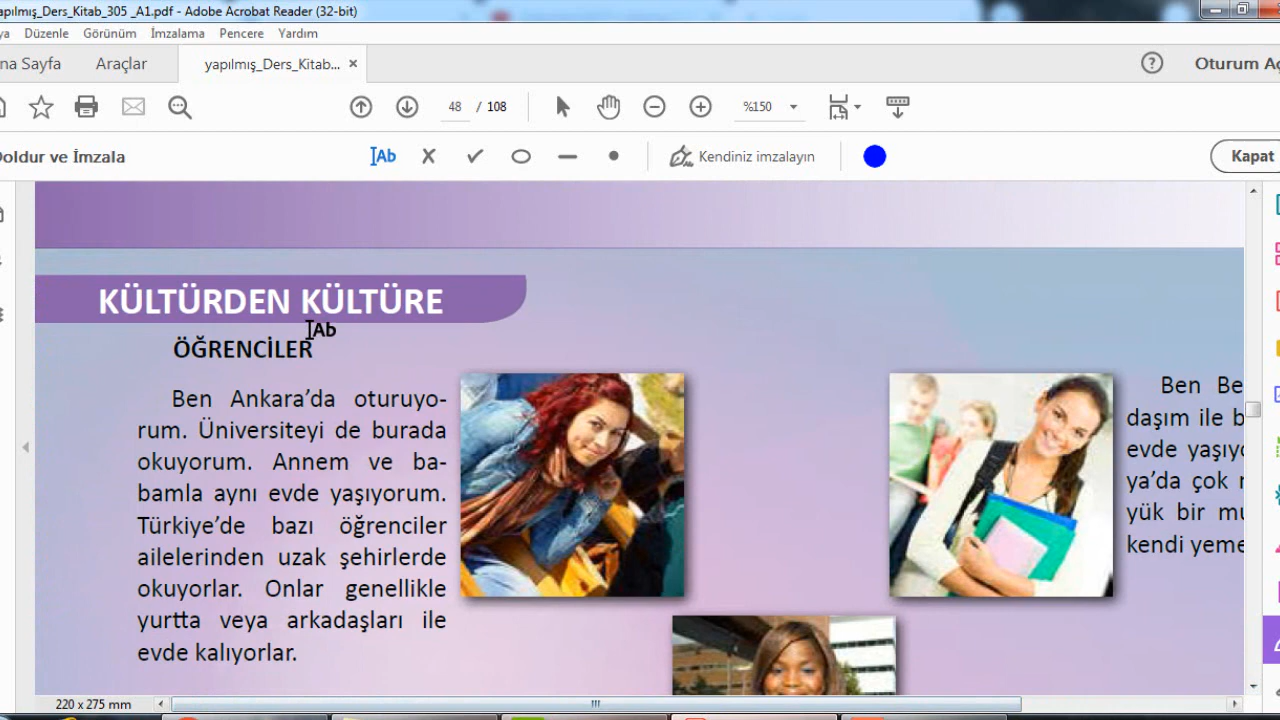 apılmış_Ders_Kitab_305 _A1.pdf - Adobe Acrobat Reader (32-bit)
ya Düzenle Görünüm İmzalama Pencere Yardım
na Sayfa Araçlar yapılmış_Ders_Kitab... ×
Oturum Aç
48 / 108 %150
Doldur ve İmzala Ab Kendiniz imzalayın Kapat
KÜLTÜRDEN KÜLTÜRE
Ab
ÖĞRENCİLER
Ben Ankara’da oturuyo-
rum. Üniversiteyi de burada
okuyorum. Annem ve ba-
bamla aynı evde yaşıyorum.
Türkiye’de bazı öğrenciler
ailelerinden uzak şehirlerde
okuyorlar. Onlar genellikle
yurtta veya arkadaşları ile
evde kalıyorlar.
Ben Be
daşım ile b
evde yaşıy
ya’da çok
yük bir mu
kendi yeme
220 x 275 mm